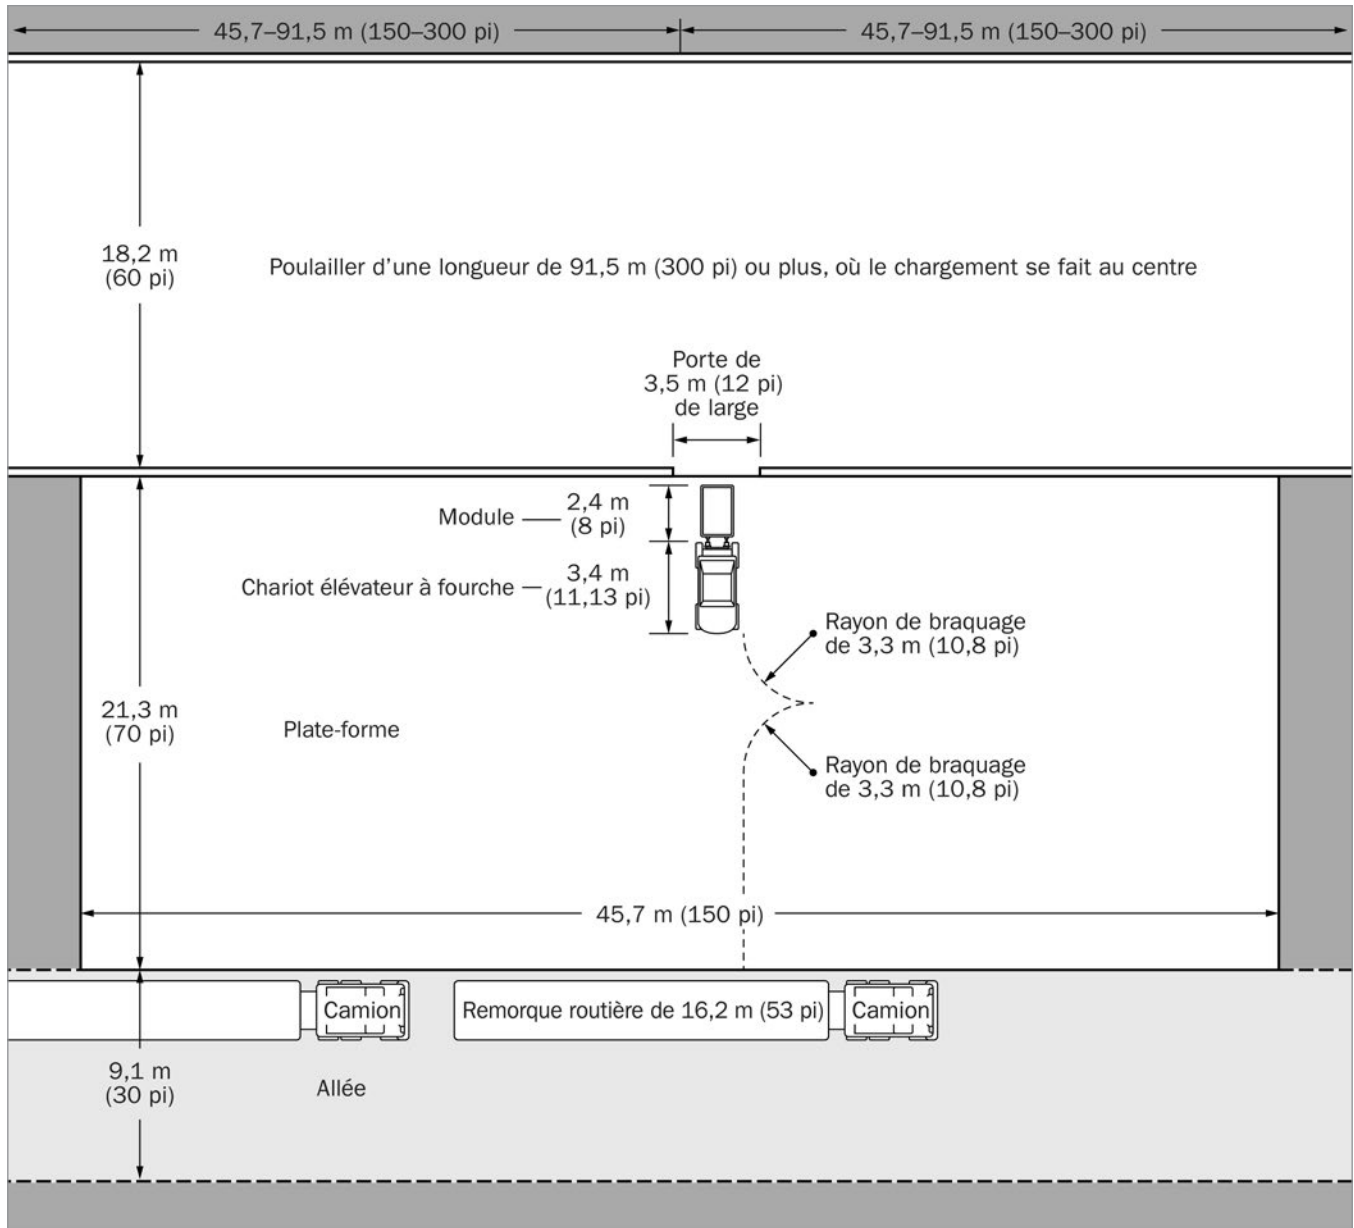 45,7–91,5 m (150–300 pi)
45,7–91,5 m (150–300 pi)
18,2 m
(60 pi)
Poulailler d’une longueur de 91,5 m (300 pi) ou plus, où le chargement se fait au centre
Porte de
3,5 m (12 pi)
de large
Module
2,4 m
(8 pi)
Chariot élévateur à fourche
3,4 m
(11,13 pi)
Rayon de braquage
de 3,3 m (10,8 pi)
21,3 m
(70 pi)
Plate-forme
Rayon de braquage
de 3,3 m (10,8 pi)
45,7 m (150 pi)
Camion
Remorque routière de 16,2 m (53 pi)
Camion
9,1 m
(30 pi)
Allée